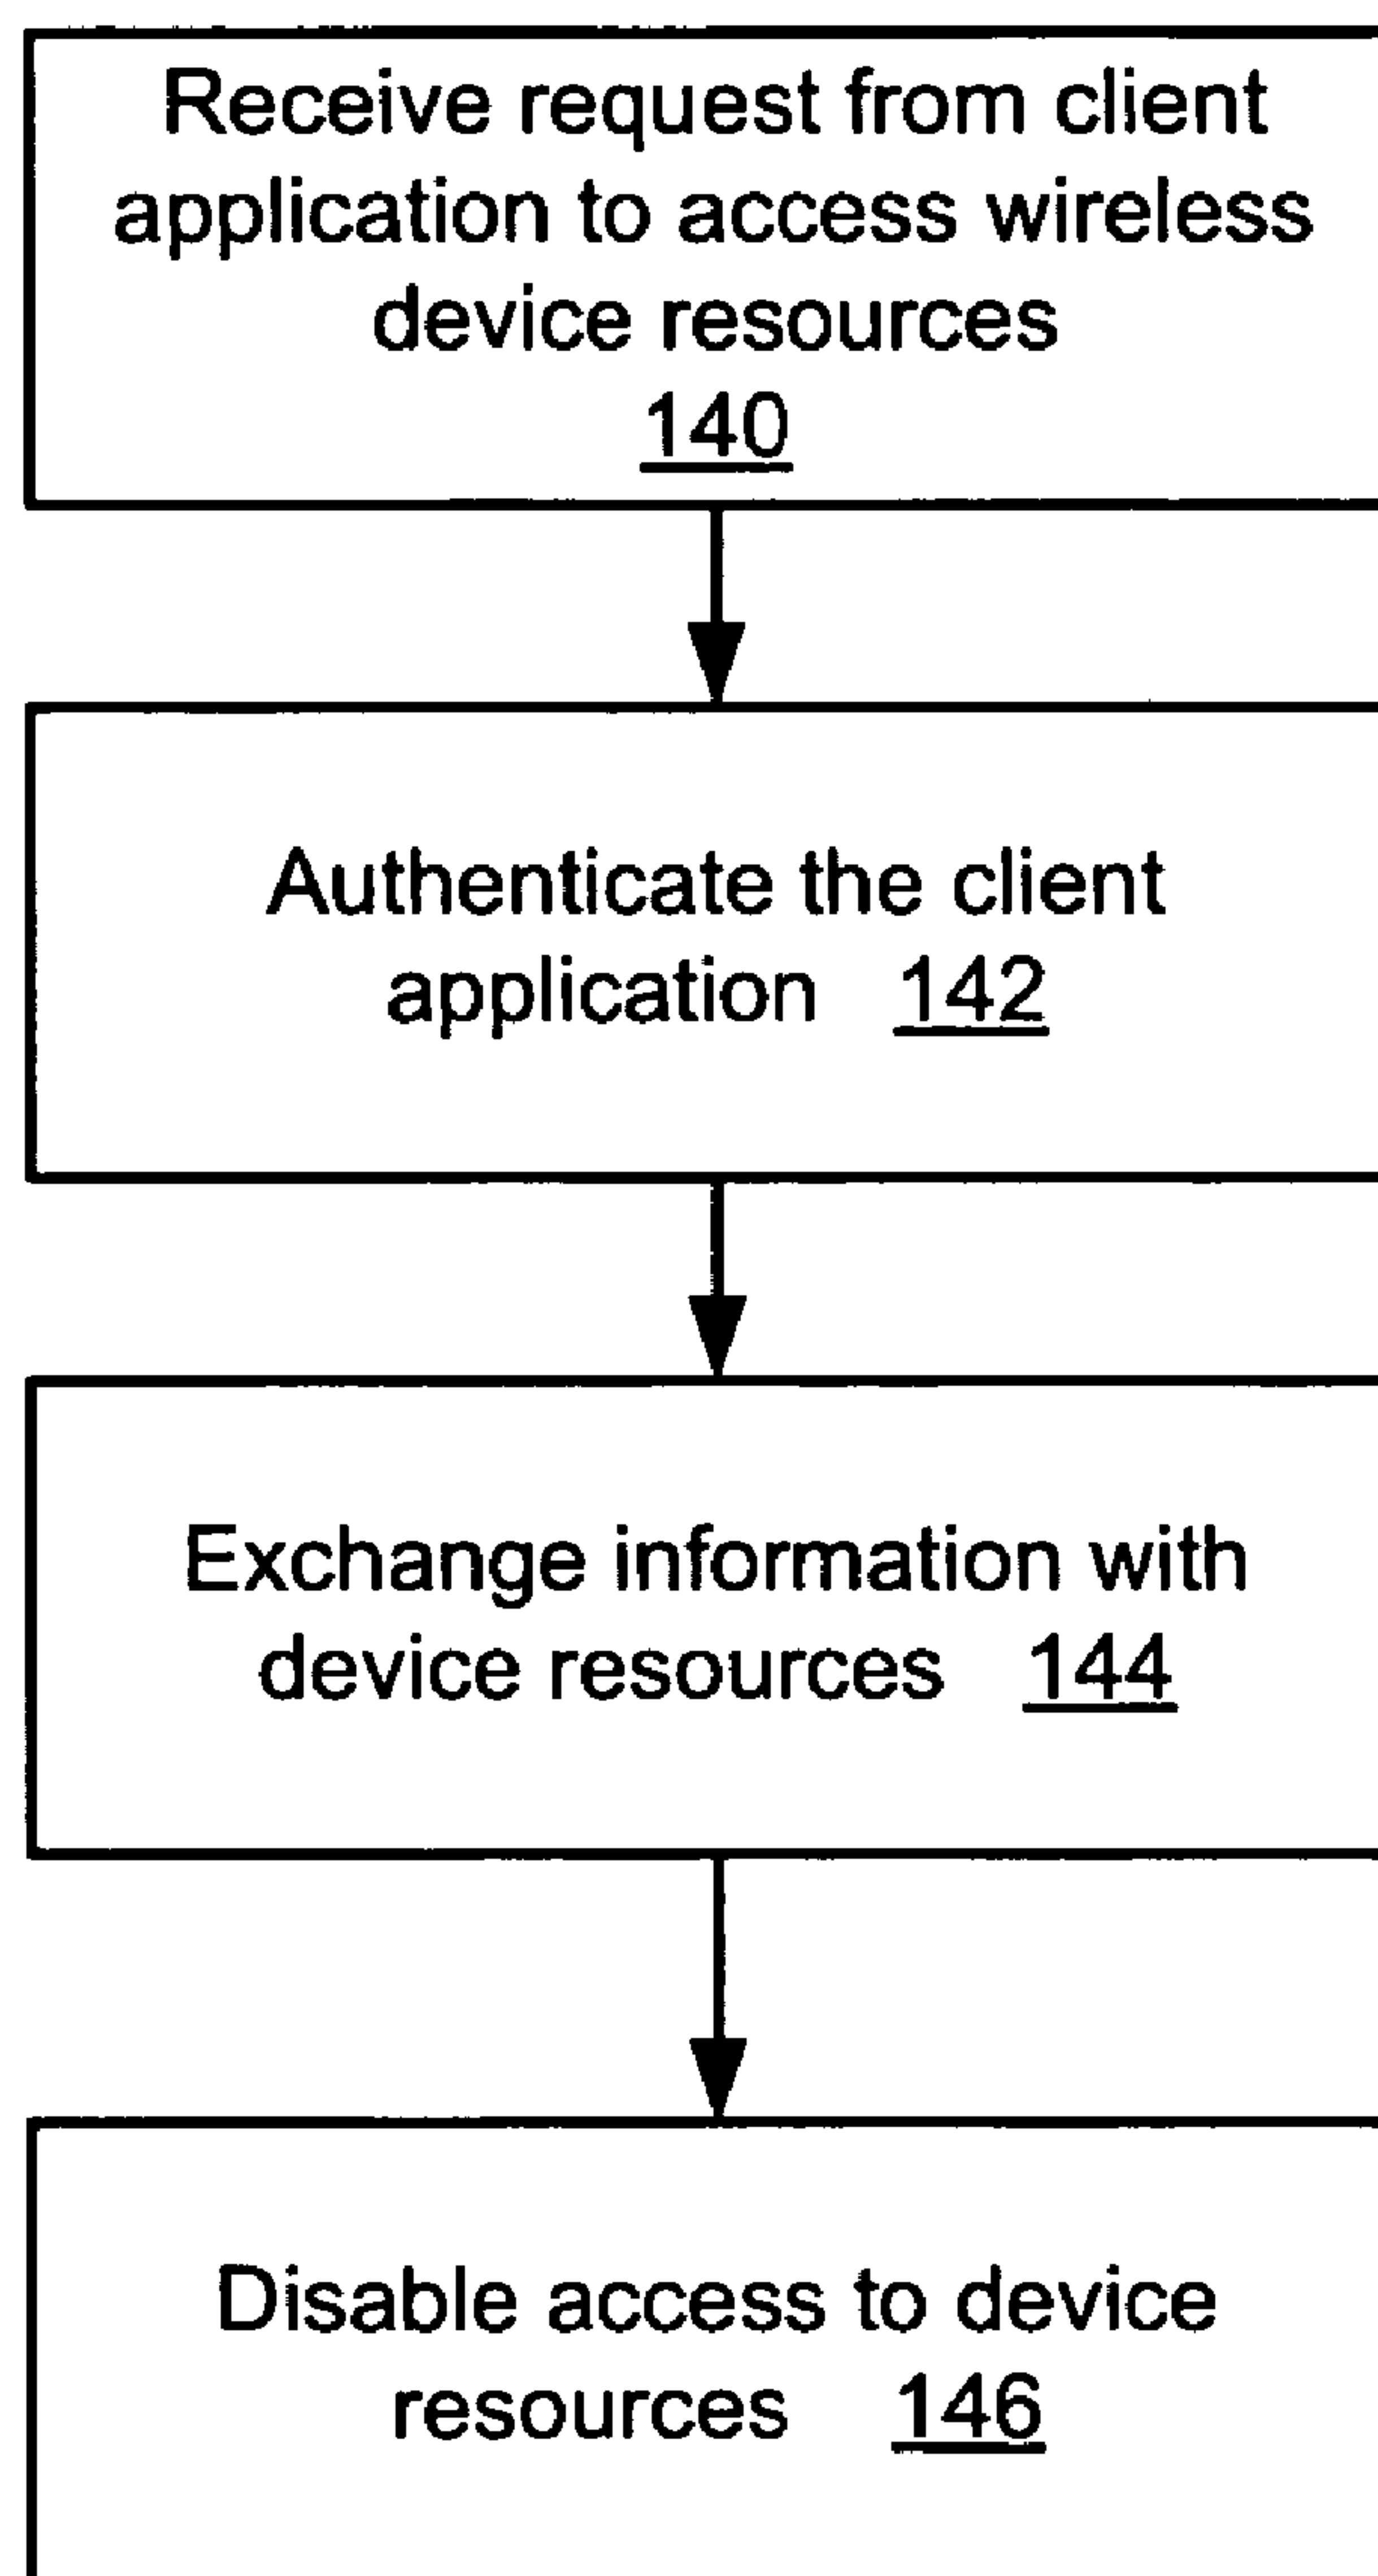 Receive request from client
application to access wireless
device resources
140
Authenticate the client
application 142
Exchange information with
device resources 144
Disable access to device
resources 146